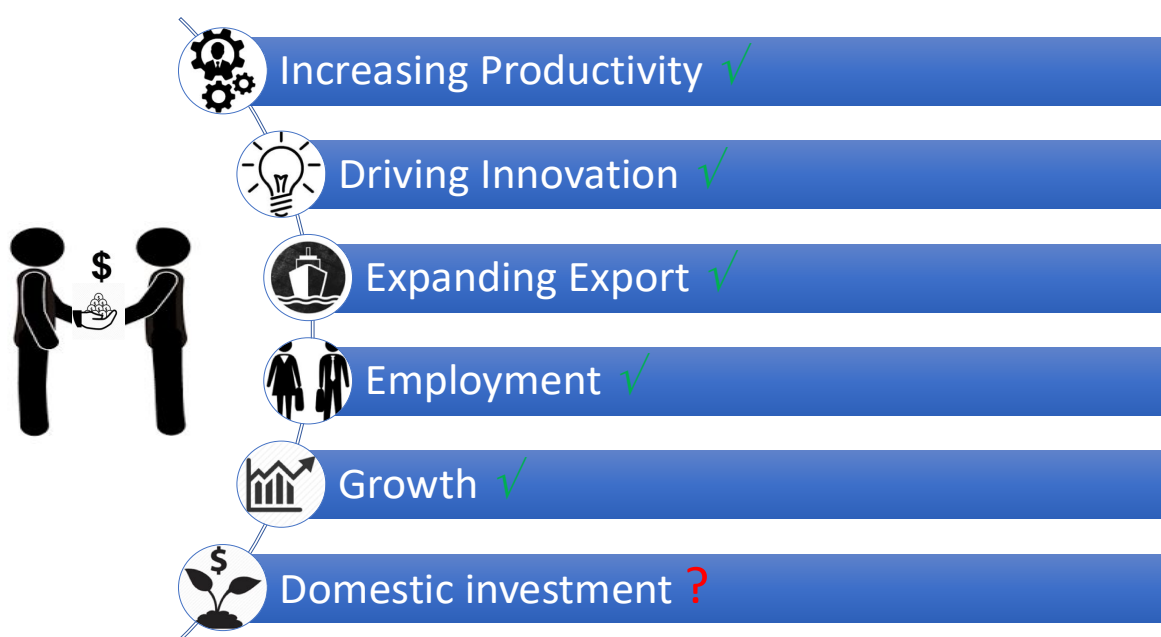 Increasing Productivity √
Driving Innovation √
$
Expanding Export √
Employment √
Growth √
$
Domestic investment ?